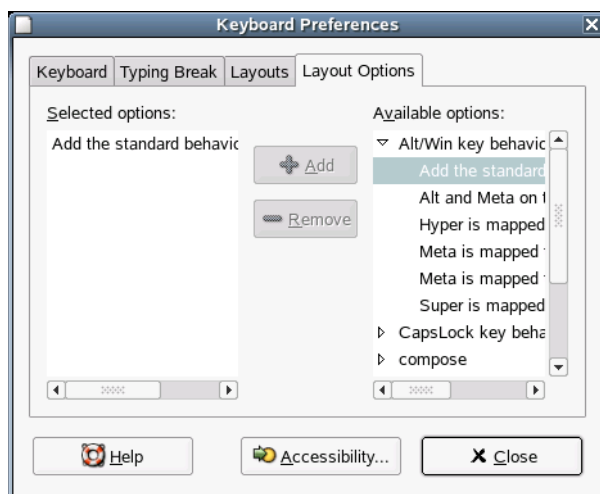 Keyboard Preferences
Keyboard Typing Break Layouts Layout Options
Selected options:
Available options:
Add the standard behavic
Add
Remove
Alt/Win key behavic
Add the standard
Alt and Meta on t
Hyper is mapped
Meta is mapped
Meta is mapped
Super is mapped
CapsLock key beha
compose
Help
Accessibility...
Close